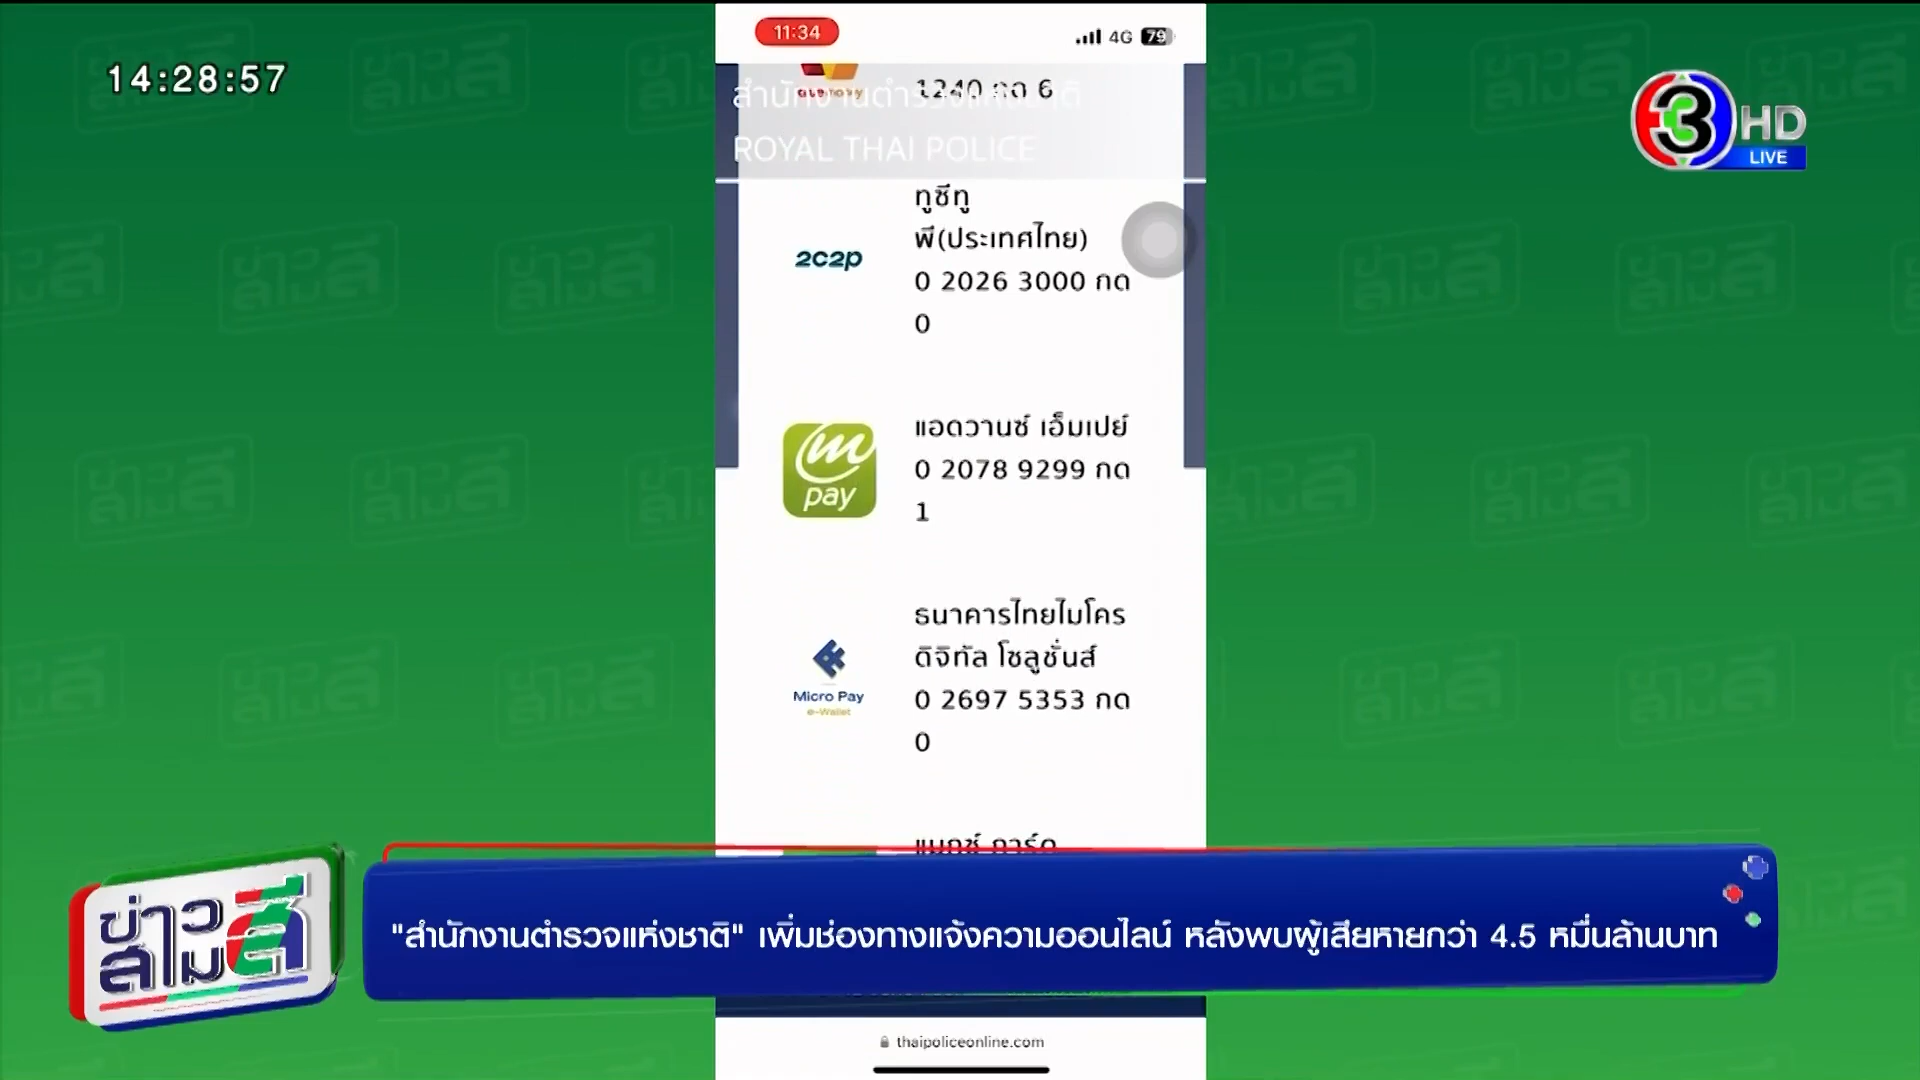 14:28:57
11:34
4G 79
1240 กด 6
สำนักงานตำรวจแห่งชาติ
ROYAL THAI POLICE
3 HD
LIVE
ทูซีทู
พี(ประเทศไทย)
2c2p
0 2026 3000 กด
0
แอดวานซ์ เอ็มเปย์
m pay
0 2078 9299 กด
1
ธนาคารไทยไมโคร
ดิจิทัล โซลูชั่นส์
Micro Pay
e-Wallet
0 2697 5353 กด
0
แมกซ์ การ์ด
ข่าว
สามสี
"สำนักงานตำรวจแห่งชาติ" เพิ่มช่องทางแจ้งความออนไลน์ หลังพบผู้เสียหายกว่า 4.5 หมื่นล้านบาท
thaipoliceonline.com